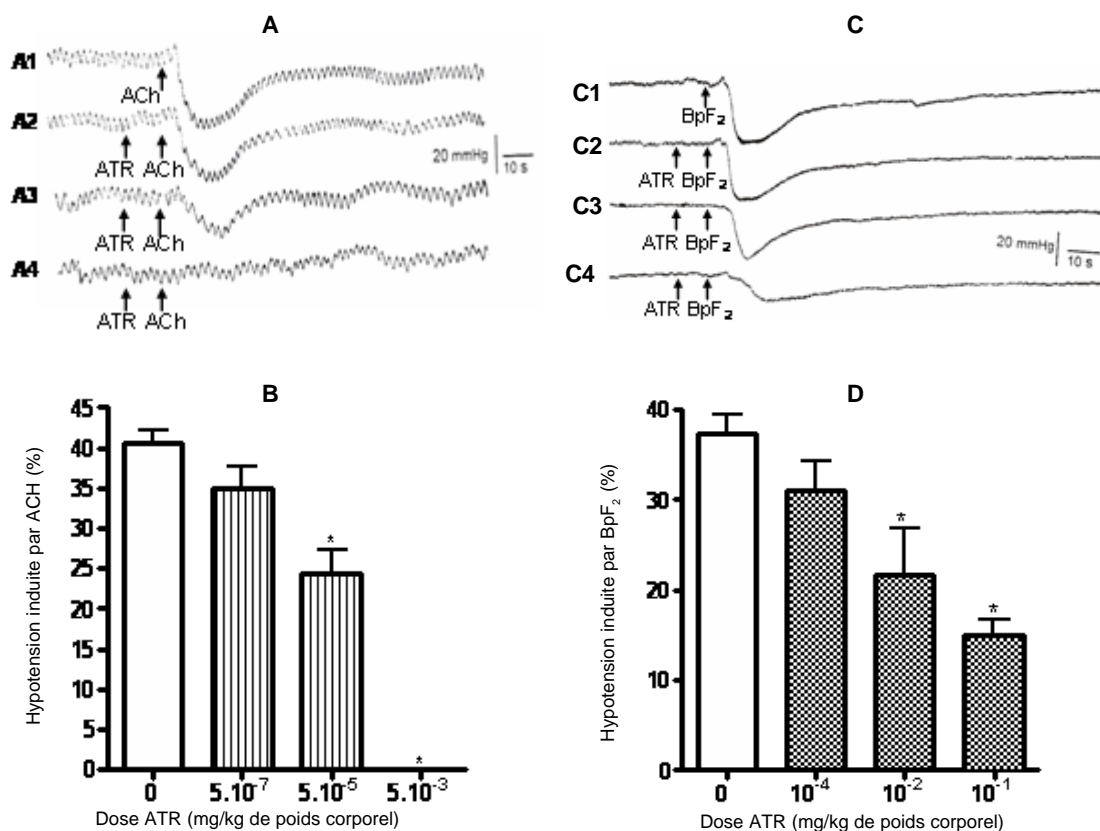 A
A1
ACh
A2
ATR ACh
20 mmHg
10 s
A3
ATR ACh
A4
ATR ACh
C
C1
BpF₂
C2
ATR BpF₂
C3
ATR BpF₂
20 mmHg
10 s
C4
ATR BpF₂
B
Hypotension induite par ACH (%)
45
40
35
30
25
20
15
10
5
0
*
*
0 5.10⁻⁷ 5.10⁻⁵ 5.10⁻³
Dose ATR (mg/kg de poids corporel)
D
Hypotension induite par BpF₂ (%)
40
30
20
10
0
*
*
0 10⁻⁴ 10⁻² 10⁻¹
Dose ATR (mg/kg de poids corporel)